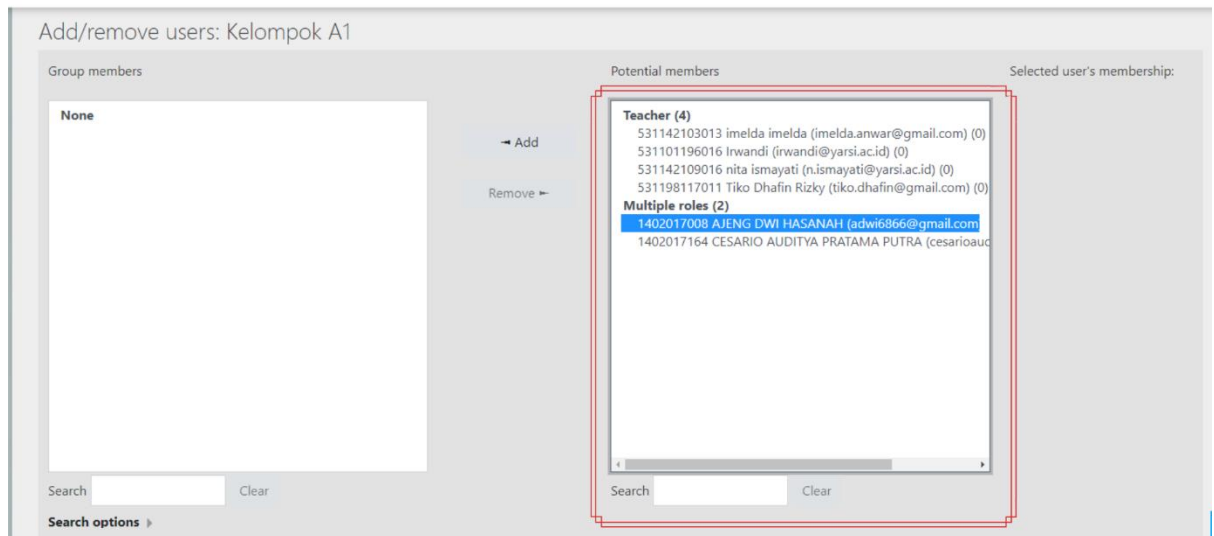 Add/remove users: Kelompok A1
Group members
Potential members
Selected user's membership:
None
◄ Add
Remove ►
Teacher (4)
531142103013 imelda imelda (imelda.anwar@gmail.com) (0)
531101196016 Irwandi (irwandi@yarsi.ac.id) (0)
531142109016 nita ismayati (n.ismayati@yarsi.ac.id) (0)
531198117011 Tiko Dhafin Rizky (tiko.dhafin@gmail.com) (0)
Multiple roles (2)
1402017008 AJENG DWI HASANAH (adwi6866@gmail.com
1402017164 CESARIO AUDITYA PRATAMA PUTRA (cesarioaud
Search
Clear
Search
Clear
Search options